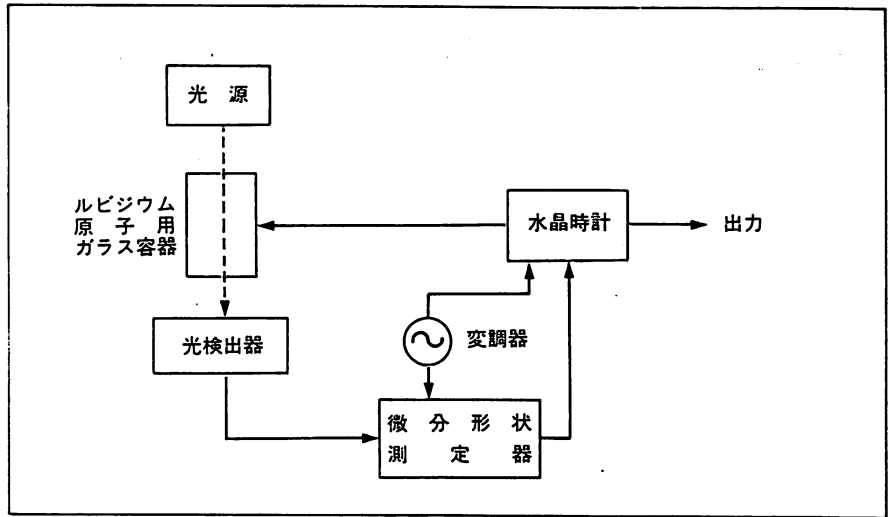 光源
ルビジウム
原子用
ガラス容器
水晶時計
出力
光検出器
変調器
微分形状
測定器